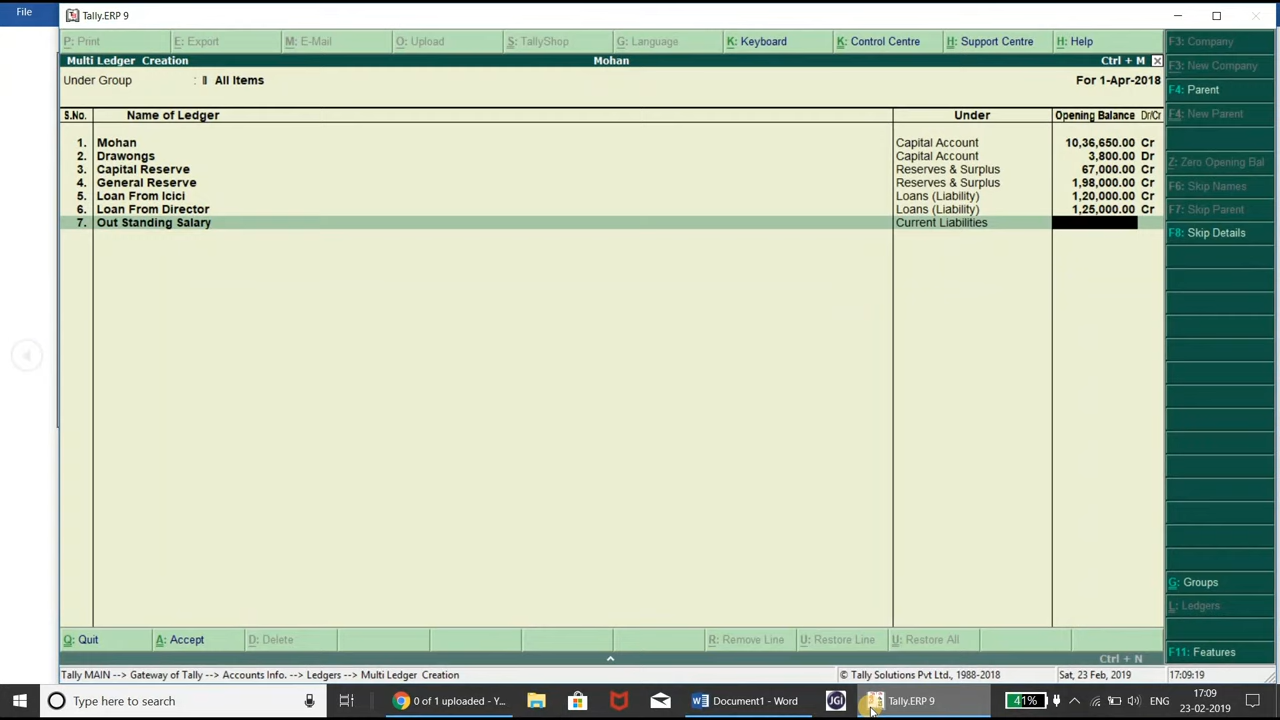 File
Tally.ERP 9
P: Print E: Export M: E-Mail O: Upload S: TallyShop G: Language K: Keyboard K: Control Centre H: Support Centre H: Help
Multi Ledger Creation Mohan Ctrl + M
Under Group : All Items For 1-Apr-2018
S.No. Name of Ledger Under Opening Balance Dr/Cr
1. Mohan Capital Account 10,36,650.00 Cr
2. Drawongs Capital Account 3,800.00 Dr
3. Capital Reserve Reserves & Surplus 67,000.00 Cr
4. General Reserve Reserves & Surplus 1,98,000.00 Cr
5. Loan From Icici Loans (Liability) 1,20,000.00 Cr
6. Loan From Director Loans (Liability) 1,25,000.00 Cr
7. Out Standing Salary Current Liabilities
F3: Company
F3: New Company
F4: Parent
F4: New Parent
Z: Zero Opening Bal
F6: Skip Names
F7: Skip Parent
F8: Skip Details
G: Groups
L: Ledgers
F11: Features
Q: Quit A: Accept D: Delete R: Remove Line U: Restore Line U: Restore All
Ctrl + N
Tally MAIN --> Gateway of Tally --> Accounts Info. --> Ledgers --> Multi Ledger Creation © Tally Solutions Pvt Ltd., 1988-2018 Sat, 23 Feb, 2019 17:09:19
Type here to search 0 of 1 uploaded - Y... Document1 - Word JGI Tally.ERP 9 41% ENG 17:09
23-02-2019